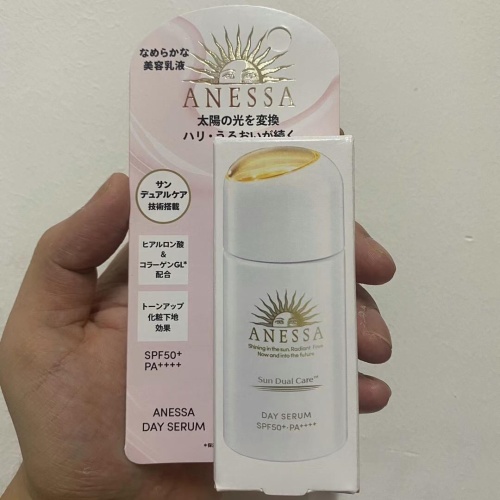 なめらかな
美容乳液
ANESSA
太陽の光を変換
ハリ・うるおいが続く
サン
デュアルケア
技術搭載
ヒアルロン酸
&
コラーゲンGL*
配合
トーンアップ
化粧下地
効果
SPF50+
PA++++
ANESSA
DAY SERUM
ANESSA
Shining in the sun, Radiant, Free
Now and into the future.
Sun Dual Care
DAY SERUM
SPF50+・PA++++